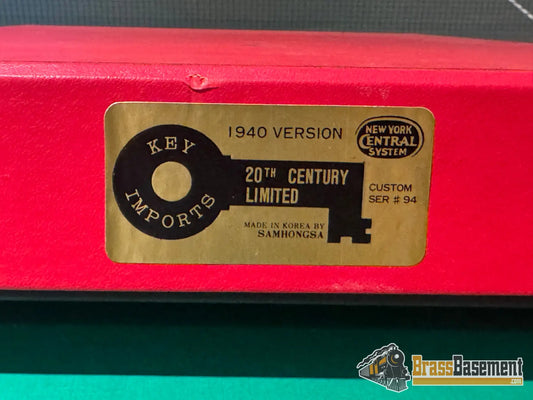 1940 VERSION
NEW YORK
CENTRAL
SYSTEM
KEY
IMPORTS
20TH CENTURY
LIMITED
CUSTOM
SER # 94
MADE IN KOREA BY
SAMHONGSA
BrassBasement
.com